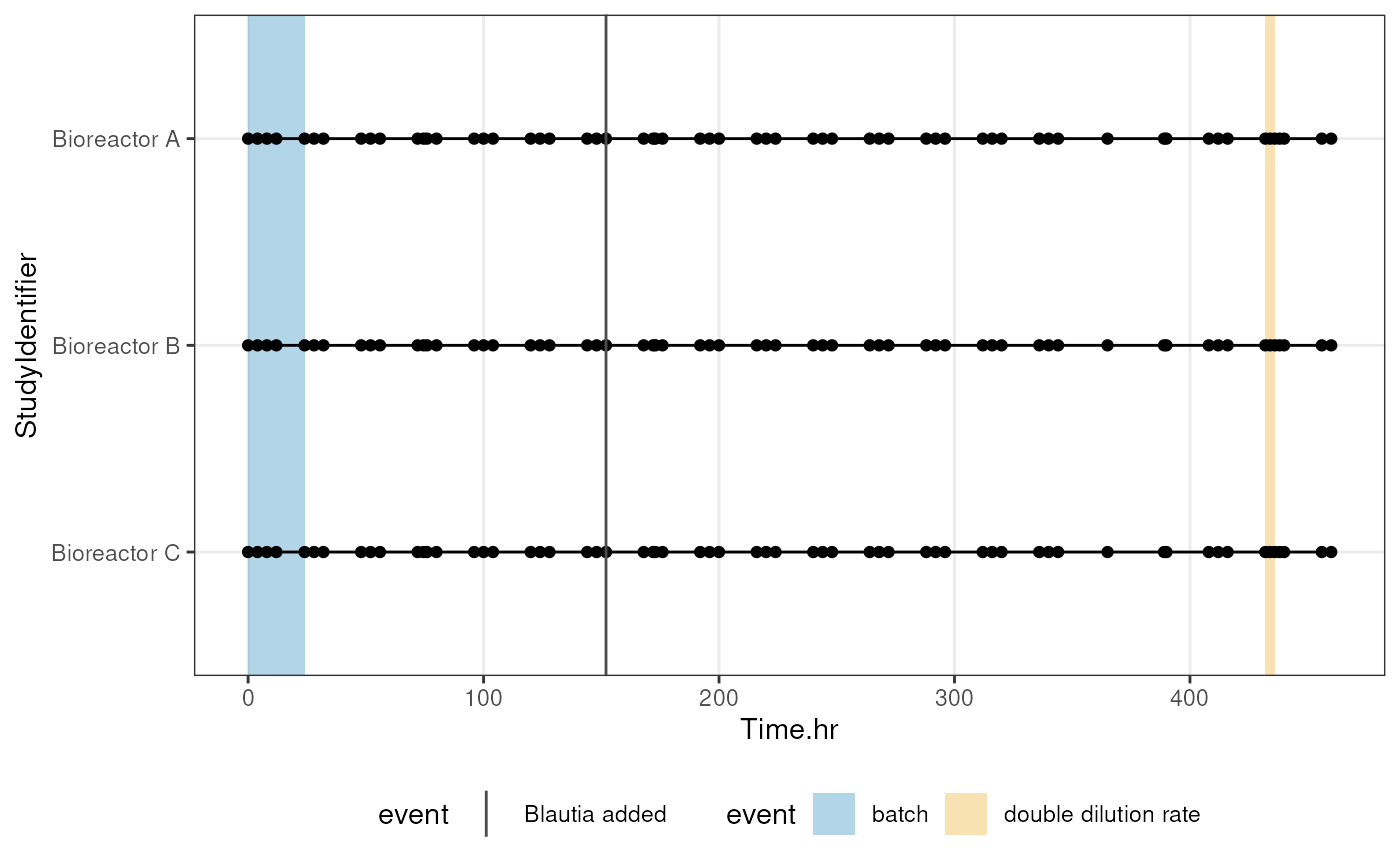 StudyIdentifier
Bioreactor A
Bioreactor B
Bioreactor C
0 100 200 300 400
Time.hr
event Blautia added event batch double dilution rate